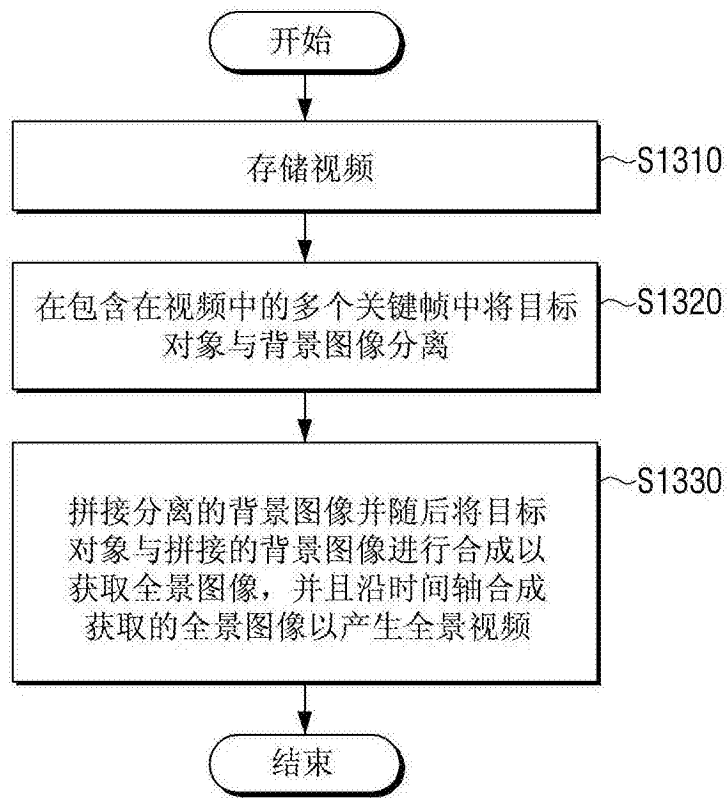 开始
存储视频
S1310
在包含在视频中的多个关键帧中将目标
对象与背景图像分离
S1320
拼接分离的背景图像并随后将目标
对象与拼接的背景图像进行合成以
获取全景图像，并且沿时间轴合成
获取的全景图像以产生全景视频
S1330
结束